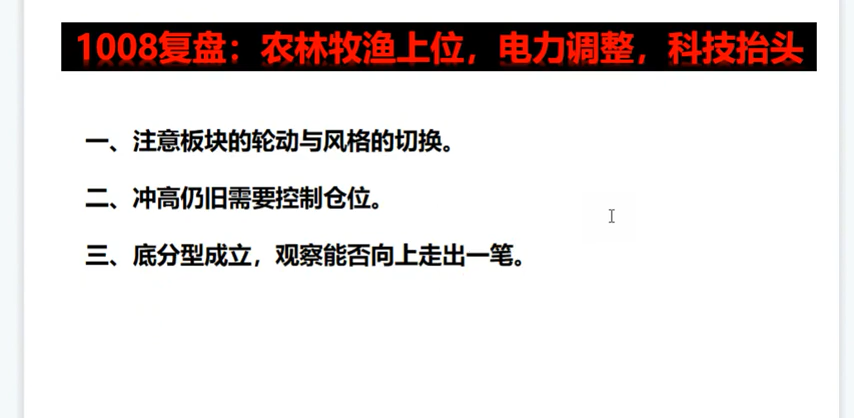 1008复盘：农林牧渔上位，电力调整，科技抬头
一、注意板块的轮动与风格的切换。
二、冲高仍旧需要控制仓位。
三、底分型成立，观察能否向上走出一笔。